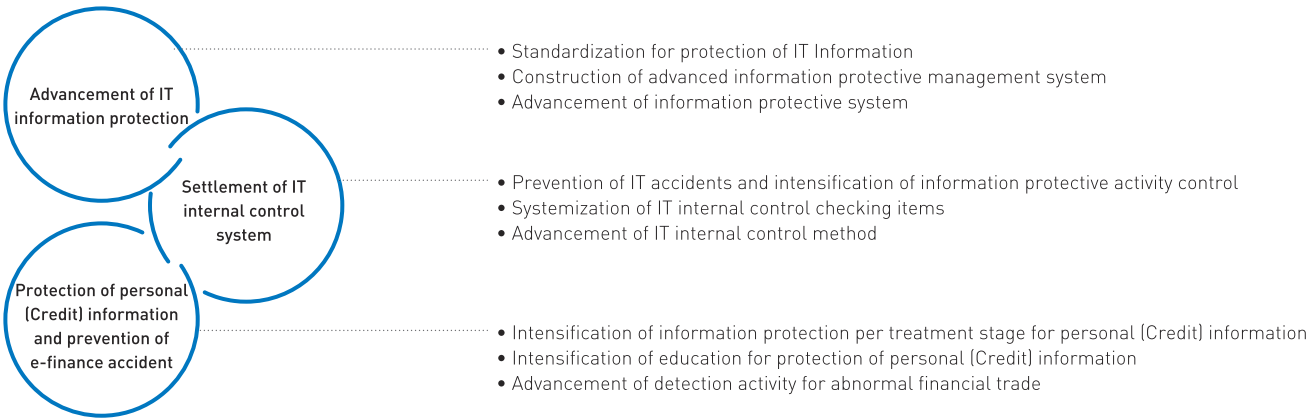 Advancement of IT
information protection
• Standardization for protection of IT Information
• Construction of advanced information protective management system
• Advancement of information protective system
Settlement of IT
internal control
system
• Prevention of IT accidents and intensification of information protective activity control
• Systemization of IT internal control checking items
• Advancement of IT internal control method
Protection of personal
(Credit) information
and prevention of
e-finance accident
• Intensification of information protection per treatment stage for personal (Credit) information
• Intensification of education for protection of personal (Credit) information
• Advancement of detection activity for abnormal financial trade